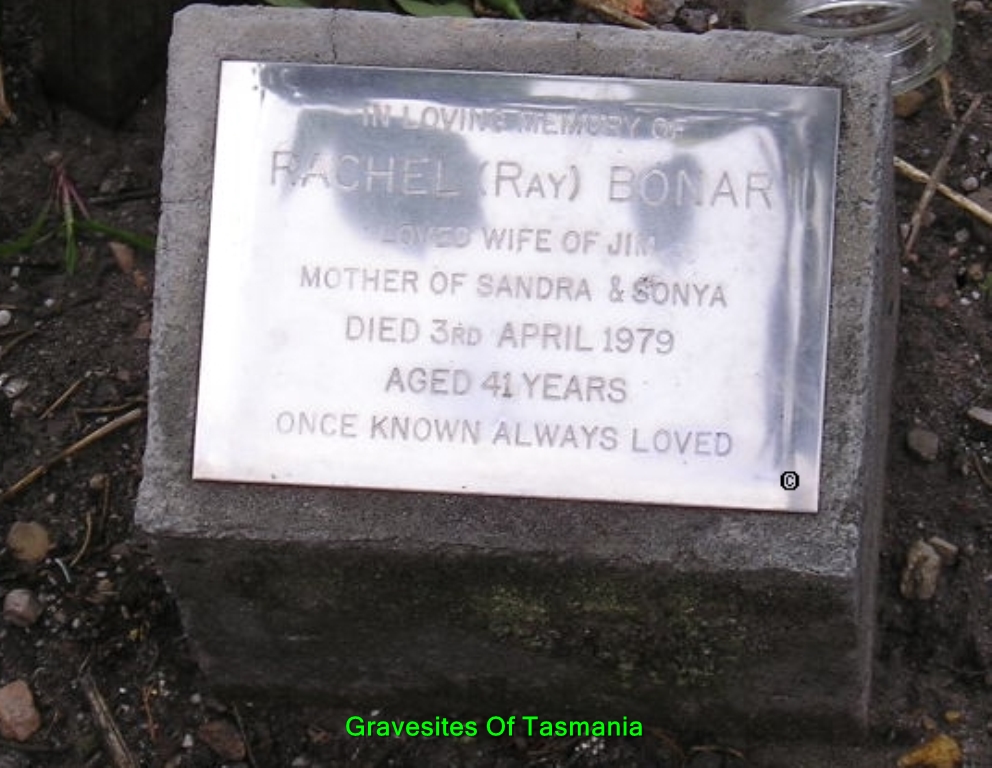 IN LOVING MEMORY OF
RACHEL (RAY) BONAR
LOVED WIFE OF JIM
MOTHER OF SANDRA & SONYA
DIED 3RD APRIL 1979
AGED 41 YEARS
ONCE KNOWN ALWAYS LOVED
©
Gravesites Of Tasmania